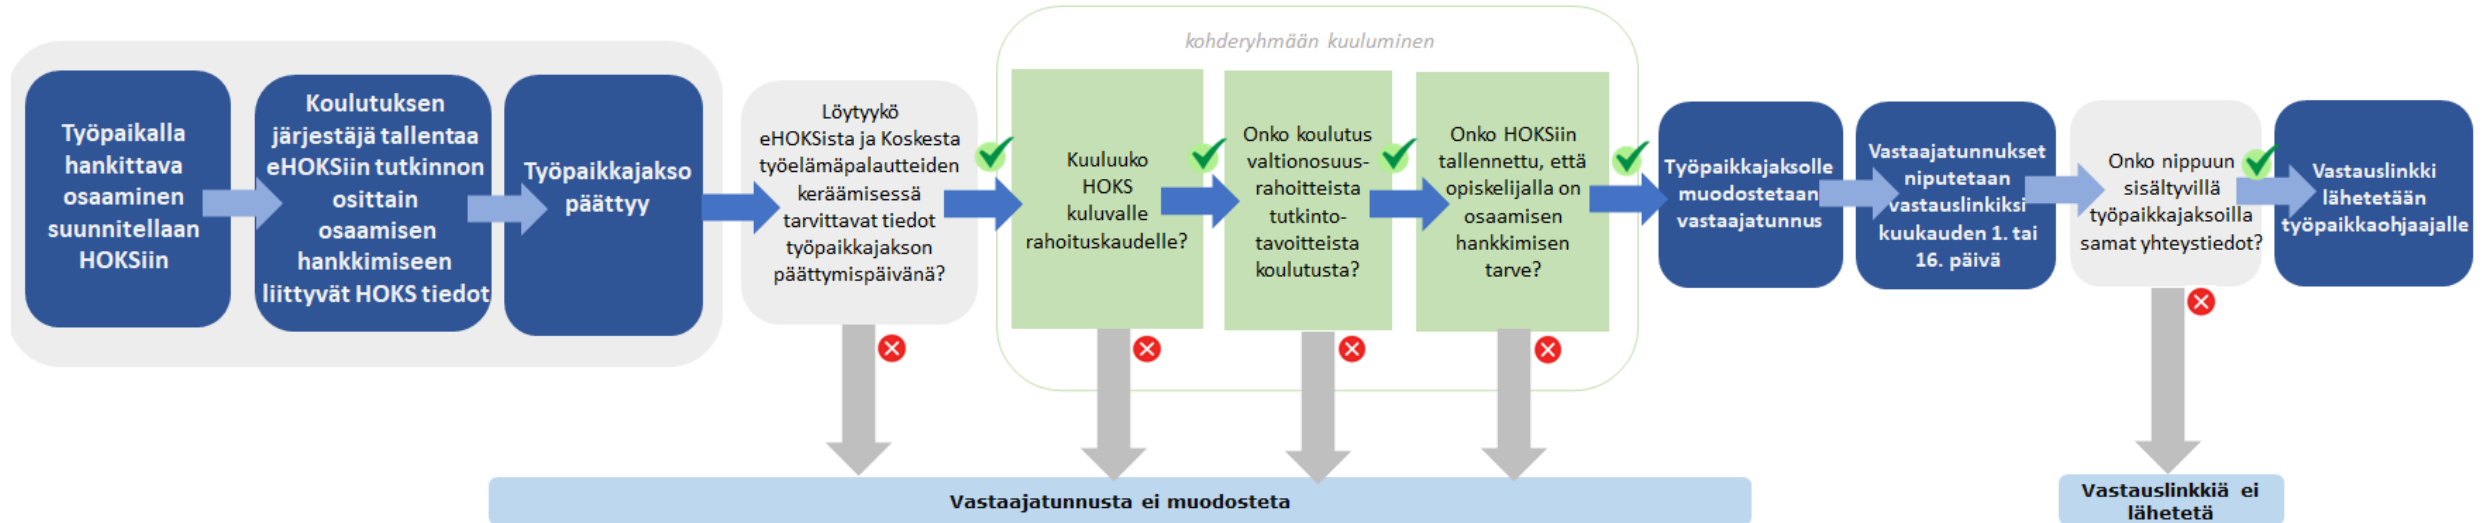 kohderyhmään kuuluminen
Työpaikalla
hankittava
osaaminen
suunnitellaan
HOKSiin
Koulutuksen
järjestäjä tallentaa
eHOKSiin tutkinnon
osittain
osaamisen
hankkimiseen
liittyvät HOKS tiedot
Työpaikkajakso
päättyy
Löytyykö
eHOKSista ja Koskesta
työelämäpalautteiden
keräämisessä
tarvittavat tiedot
työpaikkajakson
päättymispäivänä?
Kuuluuko
HOKS
kuluvalle
rahoituskaudelle?
Onko koulutus
valtionosuus-
rahoitteista
tutkinto-
tavoitteista
koulutusta?
Onko HOKSiin
tallennettu, että
opiskelijalla on
osaamisen
hankkimisen
tarve?
Työpaikkajaksolle
muodostetaan
vastaajatunnus
Vastaajatunnukset
niputetaan
vastauslinkiksi
kuukauden 1. tai
16. päivä
Onko nippuun
sisältyvillä
työpaikkajaksoilla
samat yhteystiedot?
Vastauslinkki
lähetetään
työpaikkaohjaajalle
Vastaajatunnusta ei muodosteta
Vastauslinkkiä ei
lähetetä